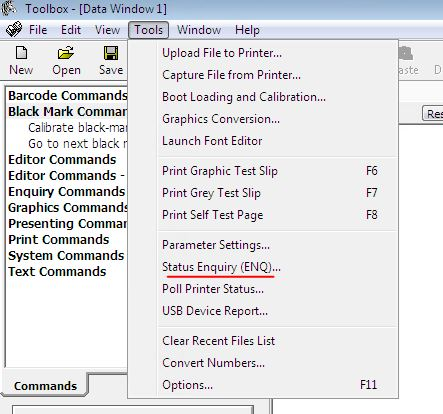 Toolbox - [Data Window 1]
File Edit View Tools Window Help
New Open Save
Upload File to Printer...
Capture File from Printer...
Boot Loading and Calibration...
Graphics Conversion...
Launch Font Editor
Print Graphic Test Slip F6
Print Grey Test Slip F7
Print Self Test Page F8
Parameter Settings...
Status Enquiry (ENQ)...
Poll Printer Status...
USB Device Report...
Clear Recent Files List
Convert Numbers...
Options... F11
Barcode Commands
Black Mark Comma
Calibrate black-ma
Go to next black
Editor Commands
Editor Commands -
Enquiry Commands
Graphics Commands
Presenting Comman
Print Commands
System Commands
Text Commands
Commands
aste D
Res